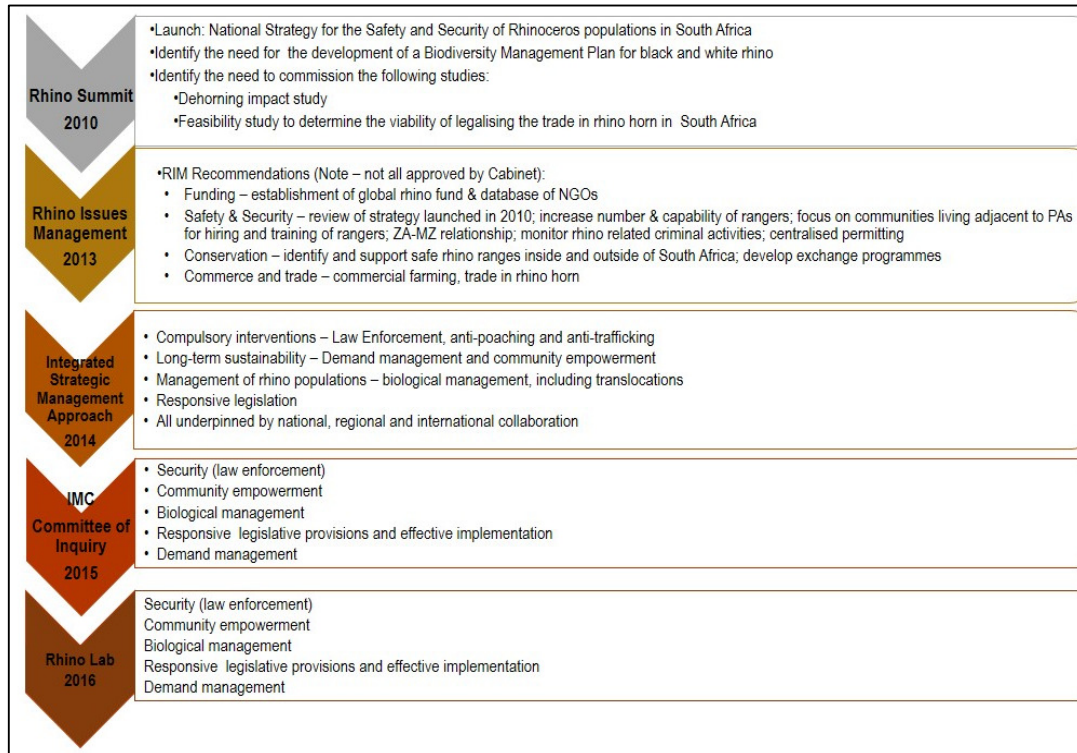 Rhino Summit
2010
•Launch: National Strategy for the Safety and Security of Rhinoceros populations in South Africa
•Identify the need for the development of a Biodiversity Management Plan for black and white rhino
•Identify the need to commission the following studies:
•Dehorning impact study
•Feasibility study to determine the viability of legalising the trade in rhino horn in South Africa
Rhino Issues
Management
2013
•RIM Recommendations (Note – not all approved by Cabinet):
• Funding – establishment of global rhino fund & database of NGOs
• Safety & Security – review of strategy launched in 2010; increase number & capability of rangers; focus on communities living adjacent to PAs
for hiring and training of rangers; ZA-MZ relationship; monitor rhino related criminal activities; centralised permitting
• Conservation – identify and support safe rhino ranges inside and outside of South Africa; develop exchange programmes
• Commerce and trade – commercial farming, trade in rhino horn
Integrated
Strategic
Management
Approach
2014
• Compulsory interventions – Law Enforcement, anti-poaching and anti-trafficking
• Long-term sustainability – Demand management and community empowerment
• Management of rhino populations – biological management, including translocations
• Responsive legislation
• All underpinned by national, regional and international collaboration
IMC
Committee of
Inquiry
2015
• Security (law enforcement)
• Community empowerment
• Biological management
• Responsive legislative provisions and effective implementation
• Demand management
Rhino Lab
2016
Security (law enforcement)
Community empowerment
Biological management
Responsive legislative provisions and effective implementation
Demand management